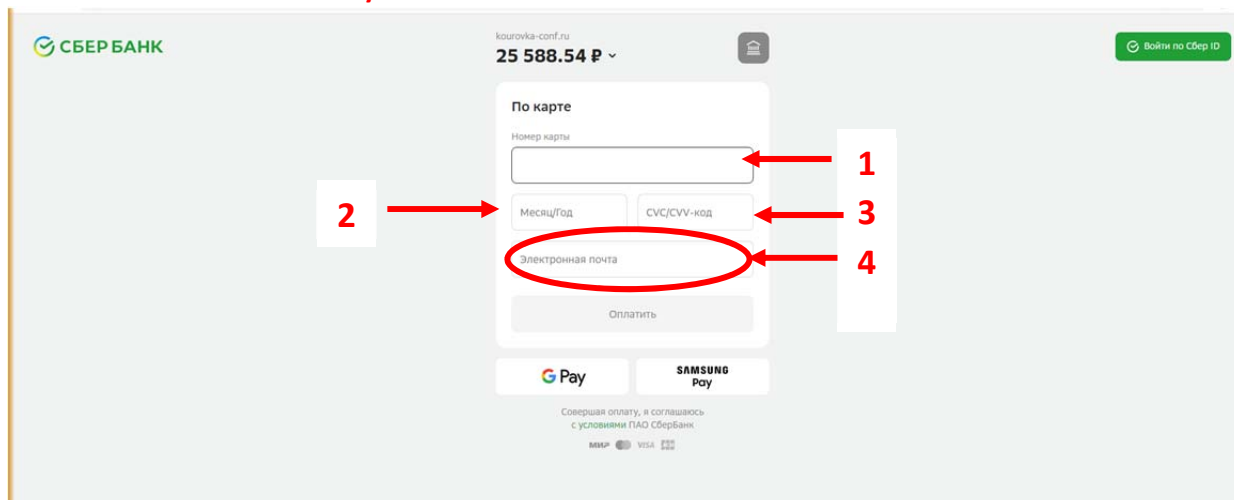 СБЕР БАНК
kourovka-conf.ru
25 588.54 ₽
Войти по Сбер ID
По карте
Номер карты
1
2
Месяц/Год
CVC/CVV-код
3
Электронная почта
4
Оплатить
G Pay
SAMSUNG
Pay
Совершая оплату, я соглашаюсь
с условиями ПАО СберБанк
МИР VISA JCB